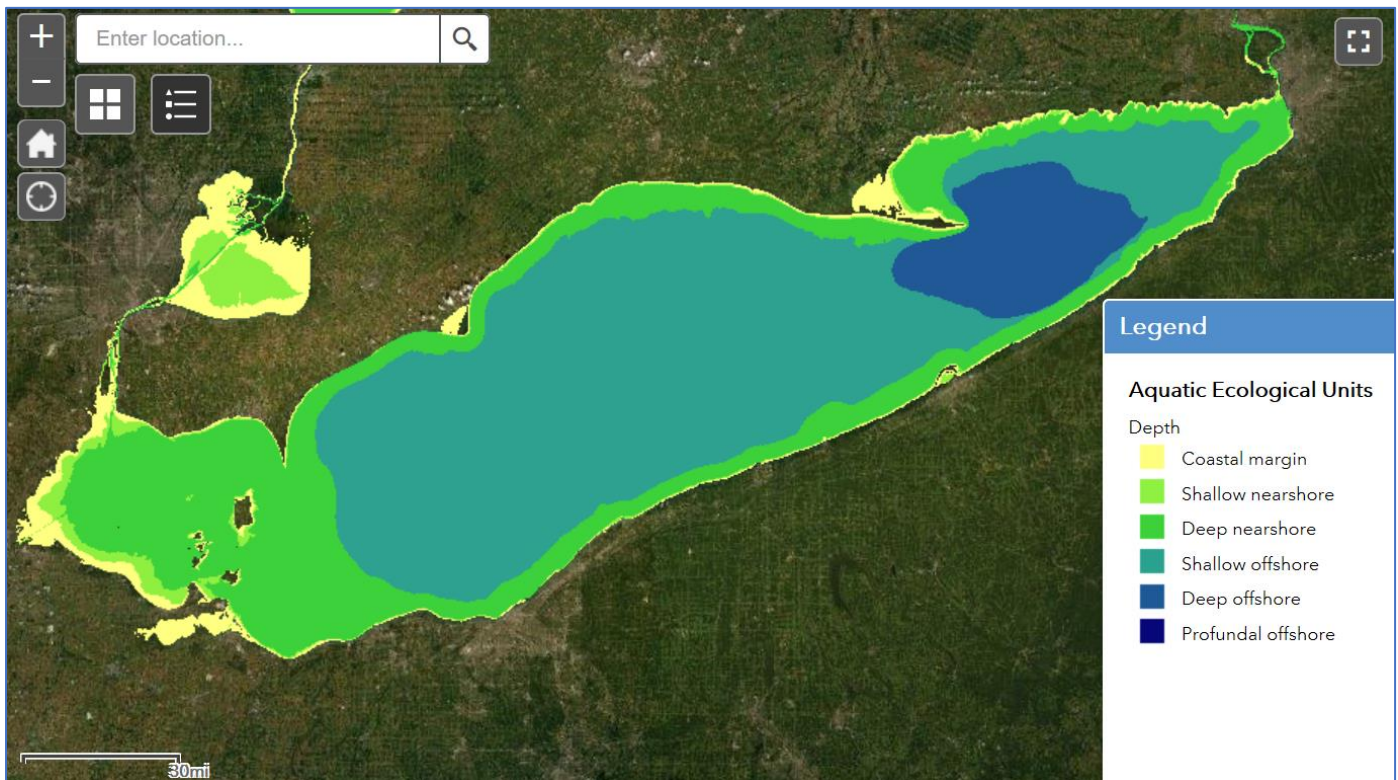 Enter location...
Legend
Aquatic Ecological Units
Depth
Coastal margin
Shallow nearshore
Deep nearshore
Shallow offshore
Deep offshore
Profundal offshore
30mi